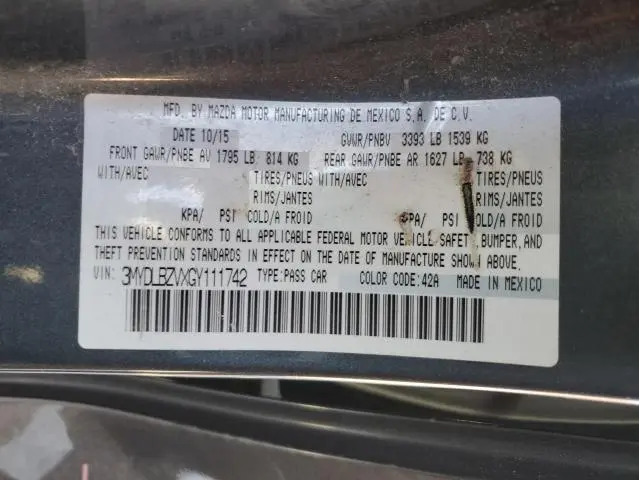 MFD. BY MAZDA MOTOR MANUFACTURING DE MEXICO S.A. DE C.V.
DATE 10/15 GVWR/PNBV 3393 LB 1539 KG
FRONT GAWR/PNBE AV 1795 LB 814 KG REAR GAWR/PNBE AR 1627 LB 738 KG
WITH/AVEC TIRES/PNEUS WITH/AVEC TIRES/PNEUS
RIMS/JANTES RIMS/JANTES
KPA/ PSI COLD/A FROID KPA/ PSI COLD/A FROID
THIS VEHICLE CONFORMS TO ALL APPLICABLE FEDERAL MOTOR VEHICLE SAFETY, BUMPER, AND
THEFT PREVENTION STANDARDS IN EFFECT ON THE DATE OF MANUFACTURE SHOWN ABOVE.
VIN: 3MYDLBZVXGY111742 TYPE:PASS CAR COLOR CODE:42A MADE IN MEXICO